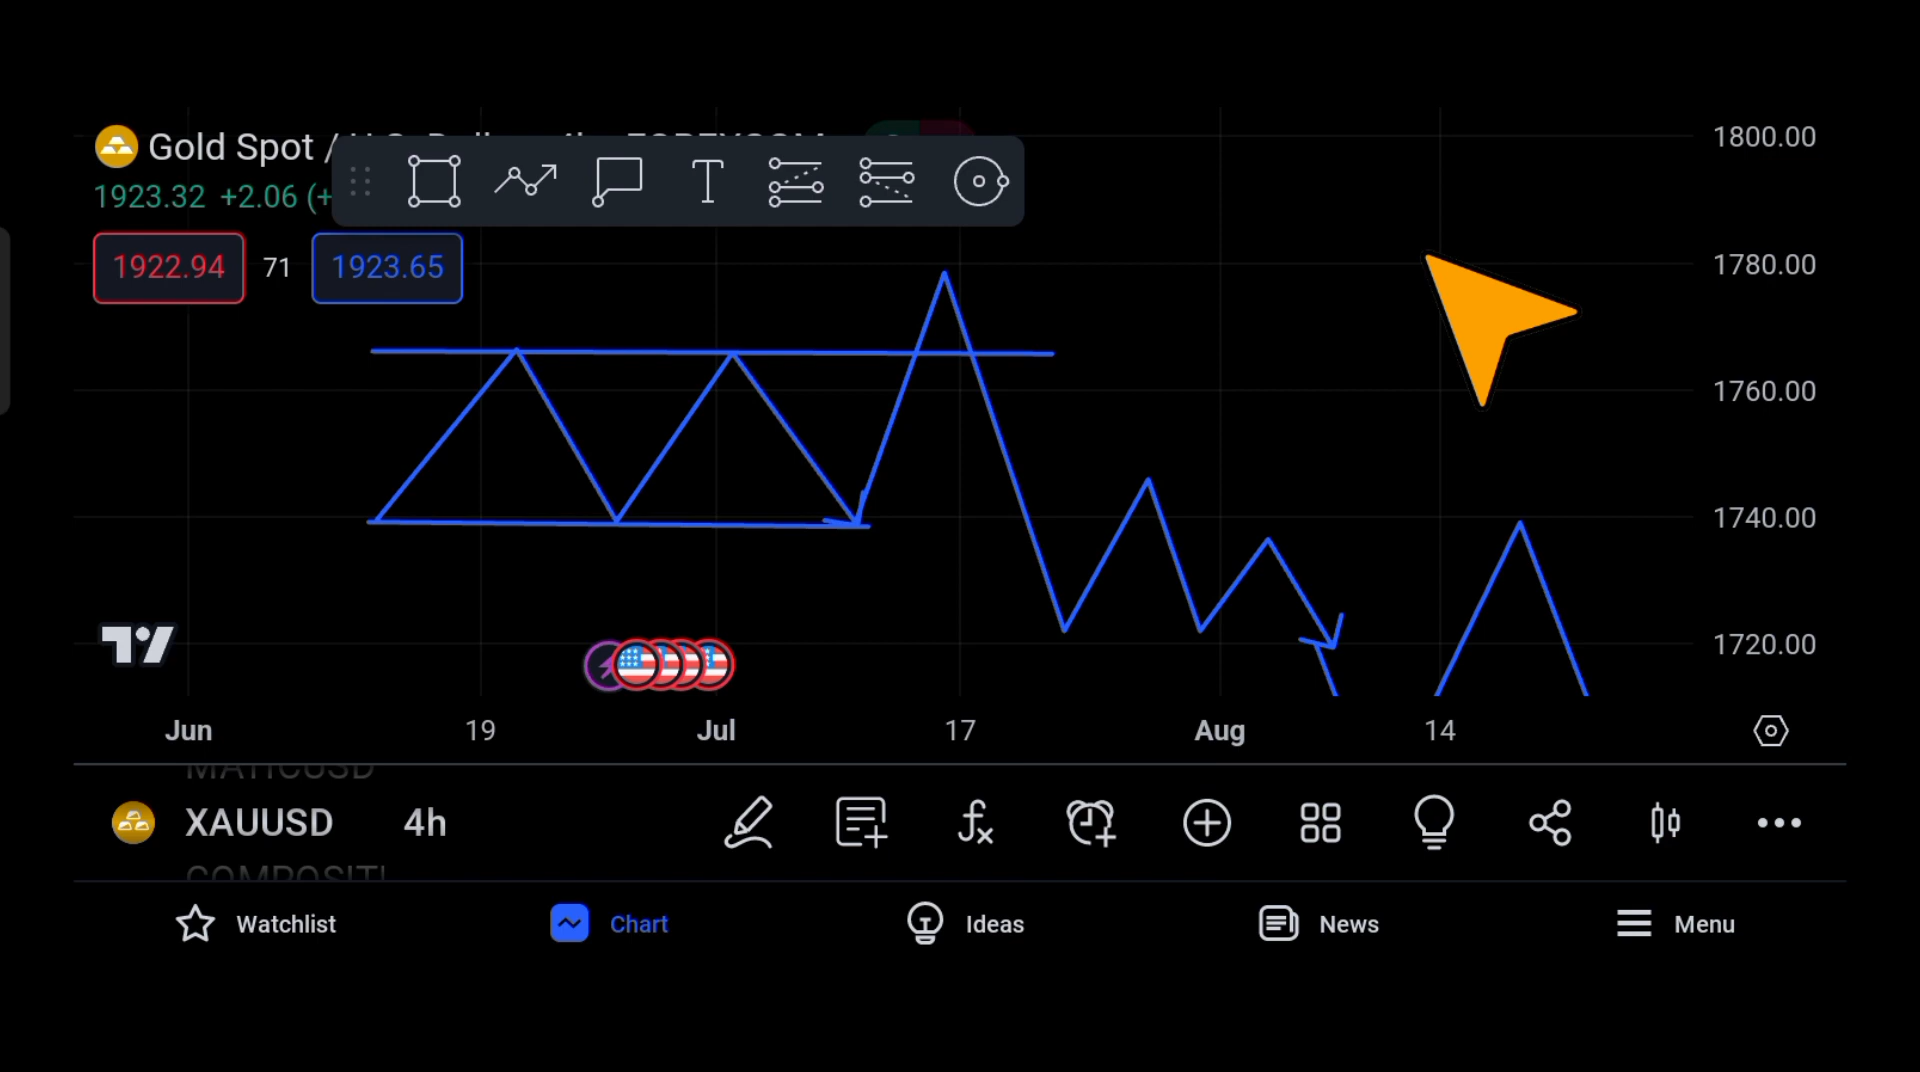 Gold Spot /
1923.32 +2.06 (+
1922.94 71 1923.65
1800.00
1780.00
1760.00
1740.00
1720.00
Jun 19 Jul 17 Aug 14
MATICUSD
XAUUSD 4h
Watchlist Chart Ideas News Menu